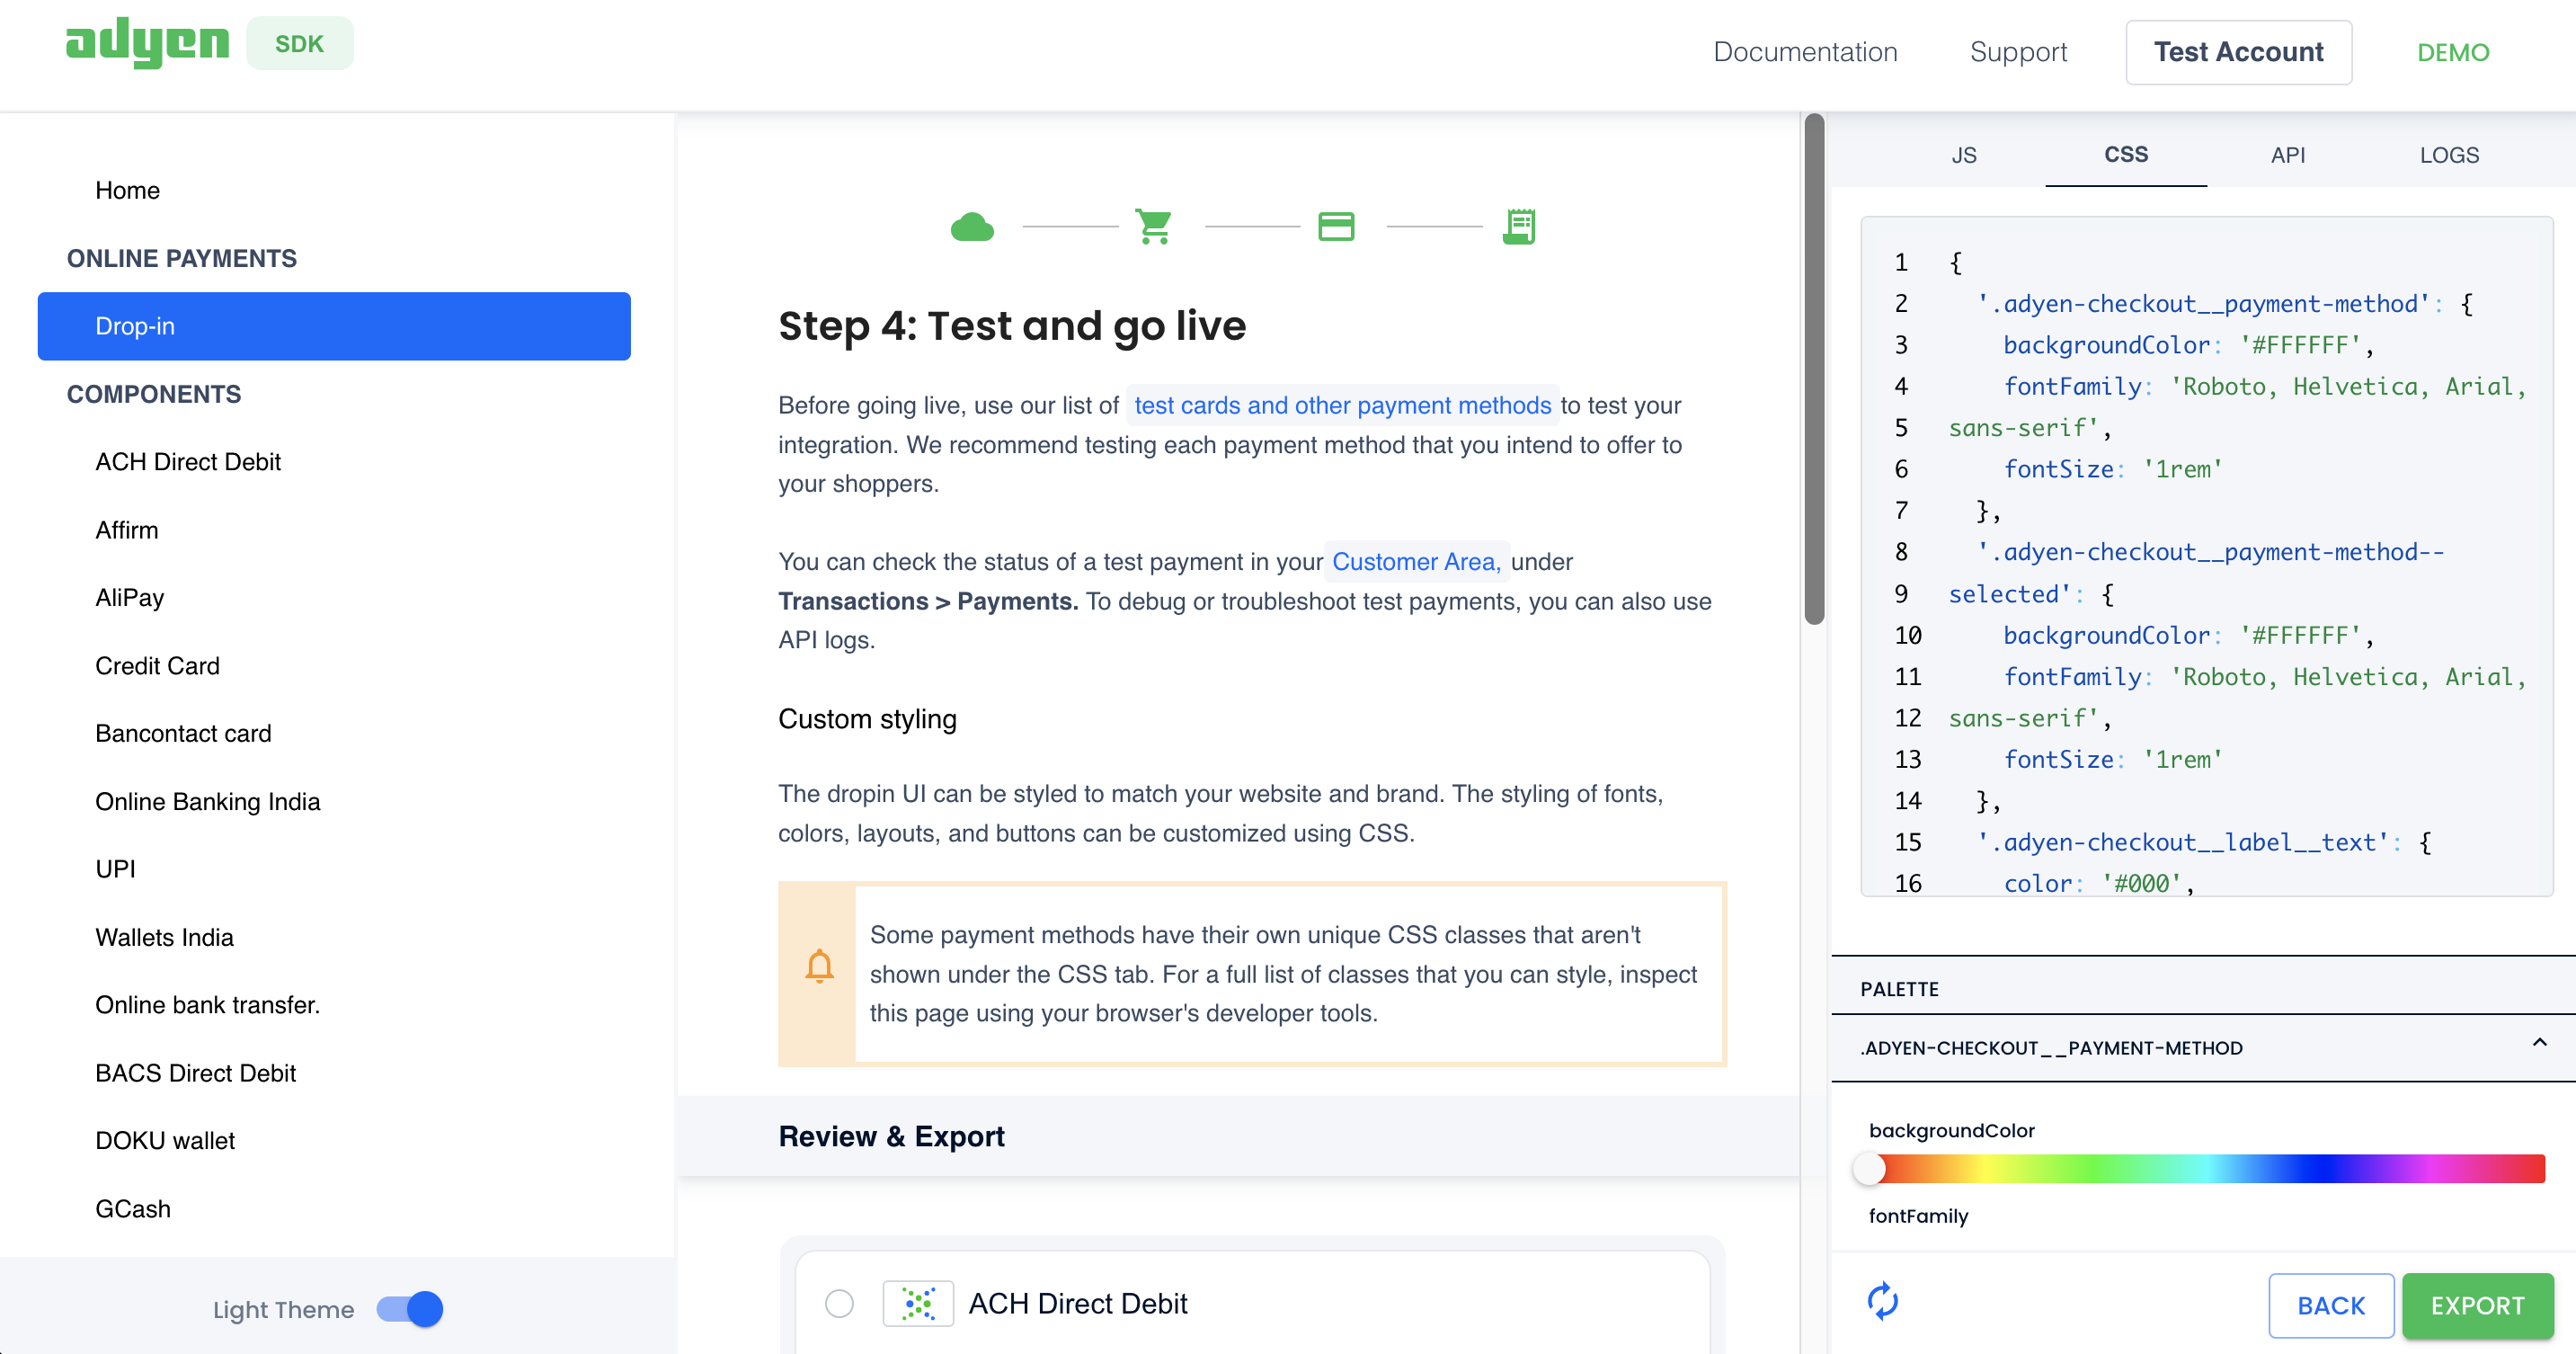 adyen SDK
Documentation Support Test Account DEMO
Home
ONLINE PAYMENTS
Drop-in
COMPONENTS
ACH Direct Debit
Affirm
AliPay
Credit Card
Bancontact card
Online Banking India
UPI
Wallets India
Online bank transfer.
BACS Direct Debit
DOKU wallet
GCash
Light Theme
Step 4: Test and go live
Before going live, use our list of test cards and other payment methods to test your
integration. We recommend testing each payment method that you intend to offer to
your shoppers.
You can check the status of a test payment in your Customer Area, under
Transactions > Payments. To debug or troubleshoot test payments, you can also use
API logs.
Custom styling
The dropin UI can be styled to match your website and brand. The styling of fonts,
colors, layouts, and buttons can be customized using CSS.
Some payment methods have their own unique CSS classes that aren't
shown under the CSS tab. For a full list of classes that you can style, inspect
this page using your browser's developer tools.
Review & Export
ACH Direct Debit
JS CSS API LOGS
1 {
2 '.adyen-checkout__payment-method': {
3 backgroundColor: '#FFFFFF',
4 fontFamily: 'Roboto, Helvetica, Arial,
5 sans-serif',
6 fontSize: '1rem'
7 },
8 '.adyen-checkout__payment-method--
9 selected': {
10 backgroundColor: '#FFFFFF',
11 fontFamily: 'Roboto, Helvetica, Arial,
12 sans-serif',
13 fontSize: '1rem'
14 },
15 '.adyen-checkout__label__text': {
16 color: '#000',
PALETTE
.ADYEN-CHECKOUT__PAYMENT-METHOD
backgroundColor
fontFamily
BACK EXPORT